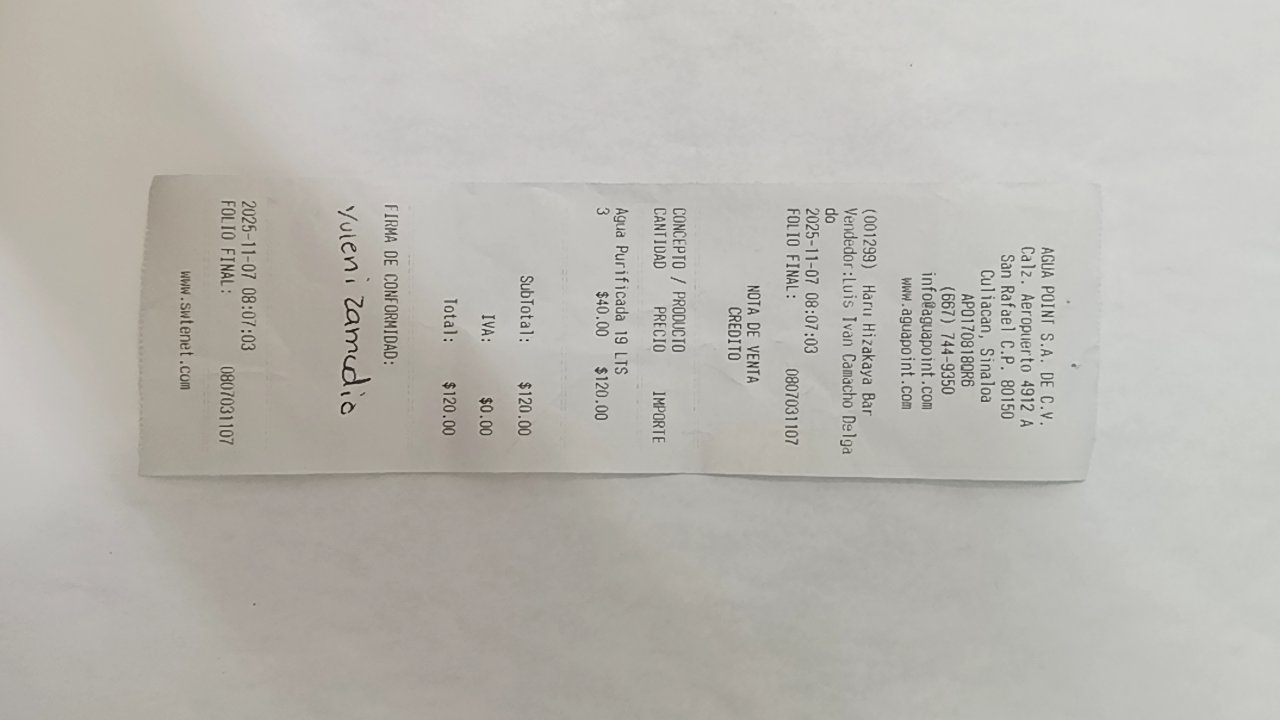 AGUA POINT S.A. DE C.V.
Calz. Aeropuerto 4912 A
San Rafael C.P. 80150
Culiacan, Sinaloa
APO170818QR6
(667) 744-9350
info@aguapoint.com
www.aguapoint.com
(001299) Haru Hizakaya Bar
Vendedor:Luis Ivan Camacho Delga
do
2025-11-07 08:07:03
FOLIO FINAL: 0807031107
NOTA DE VENTA
CREDITO
CONCEPTO / PRODUCTO
CANTIDAD PRECIO IMPORTE
Agua Purificada 19 LTS
3 $40.00 $120.00
SubTotal: $120.00
IVA: $0.00
Total: $120.00
FIRMA DE CONFORMIDAD:
Yuleni Zamudio
2025-11-07 08:07:03
FOLIO FINAL: 0807031107
www.swlenet.com